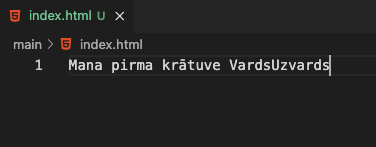 index.html U
main > index.html
1 Mana pirma krātuve VardsUzvards